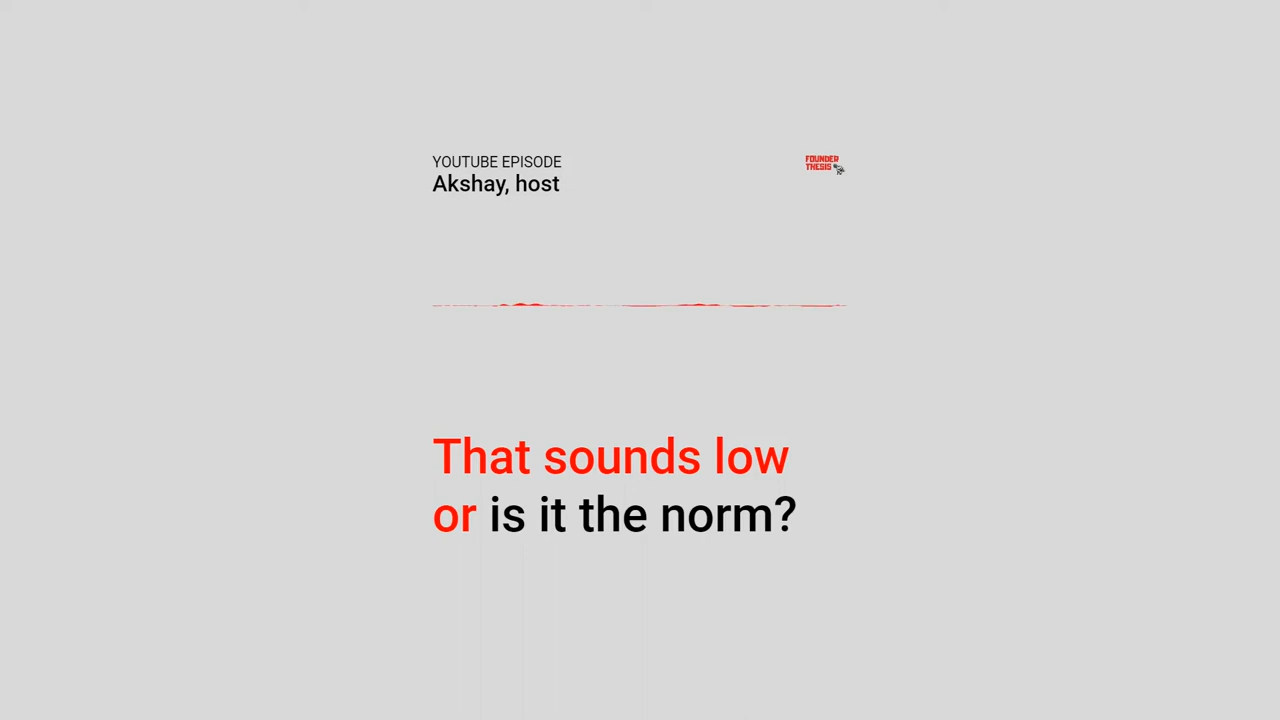 YOUTUBE EPISODE
Akshay, host
FOUNDER
THESIS
That sounds low
or is it the norm?